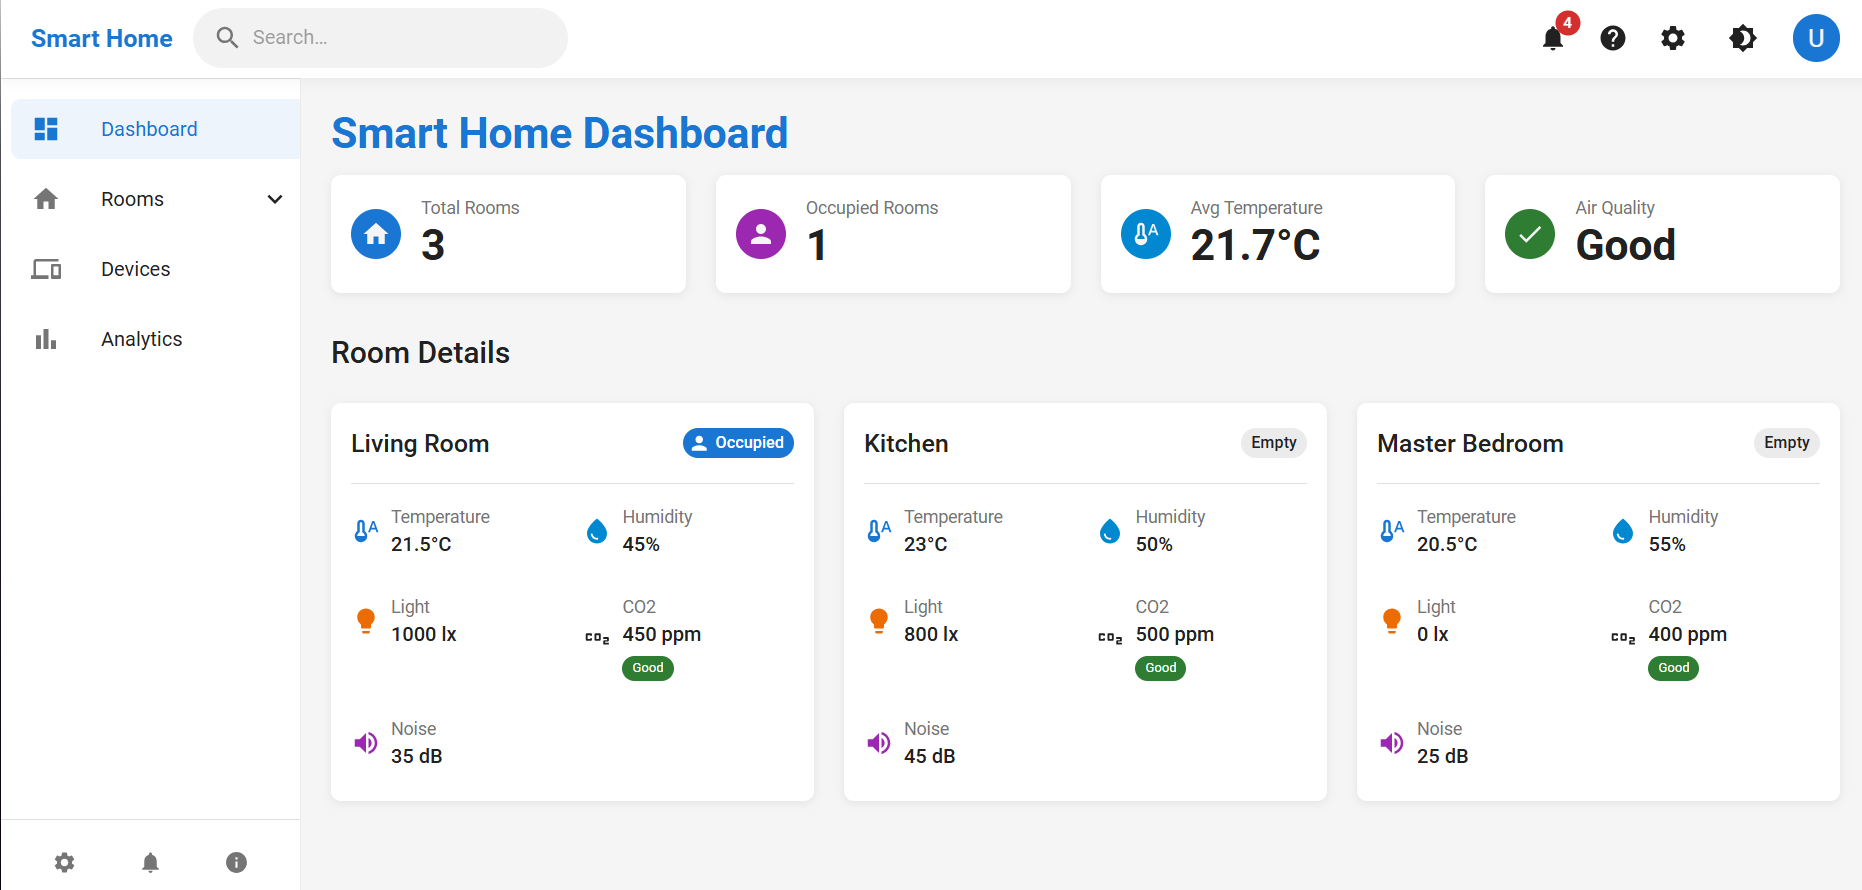 Smart Home
Search...
4
U
Dashboard
Rooms
Devices
Analytics
Smart Home Dashboard
Total Rooms
3
Occupied Rooms
1
Avg Temperature
A
21.7°C
Air Quality
Good
Room Details
Living Room
Occupied
Temperature
A
21.5°C
Humidity
45%
Light
1000 lx
CO2
CO2
450 ppm
Good
Noise
35 dB
Kitchen
Empty
Temperature
A
23°C
Humidity
50%
Light
800 lx
CO2
CO2
500 ppm
Good
Noise
45 dB
Master Bedroom
Empty
Temperature
A
20.5°C
Humidity
55%
Light
0 lx
CO2
CO2
400 ppm
Good
Noise
25 dB